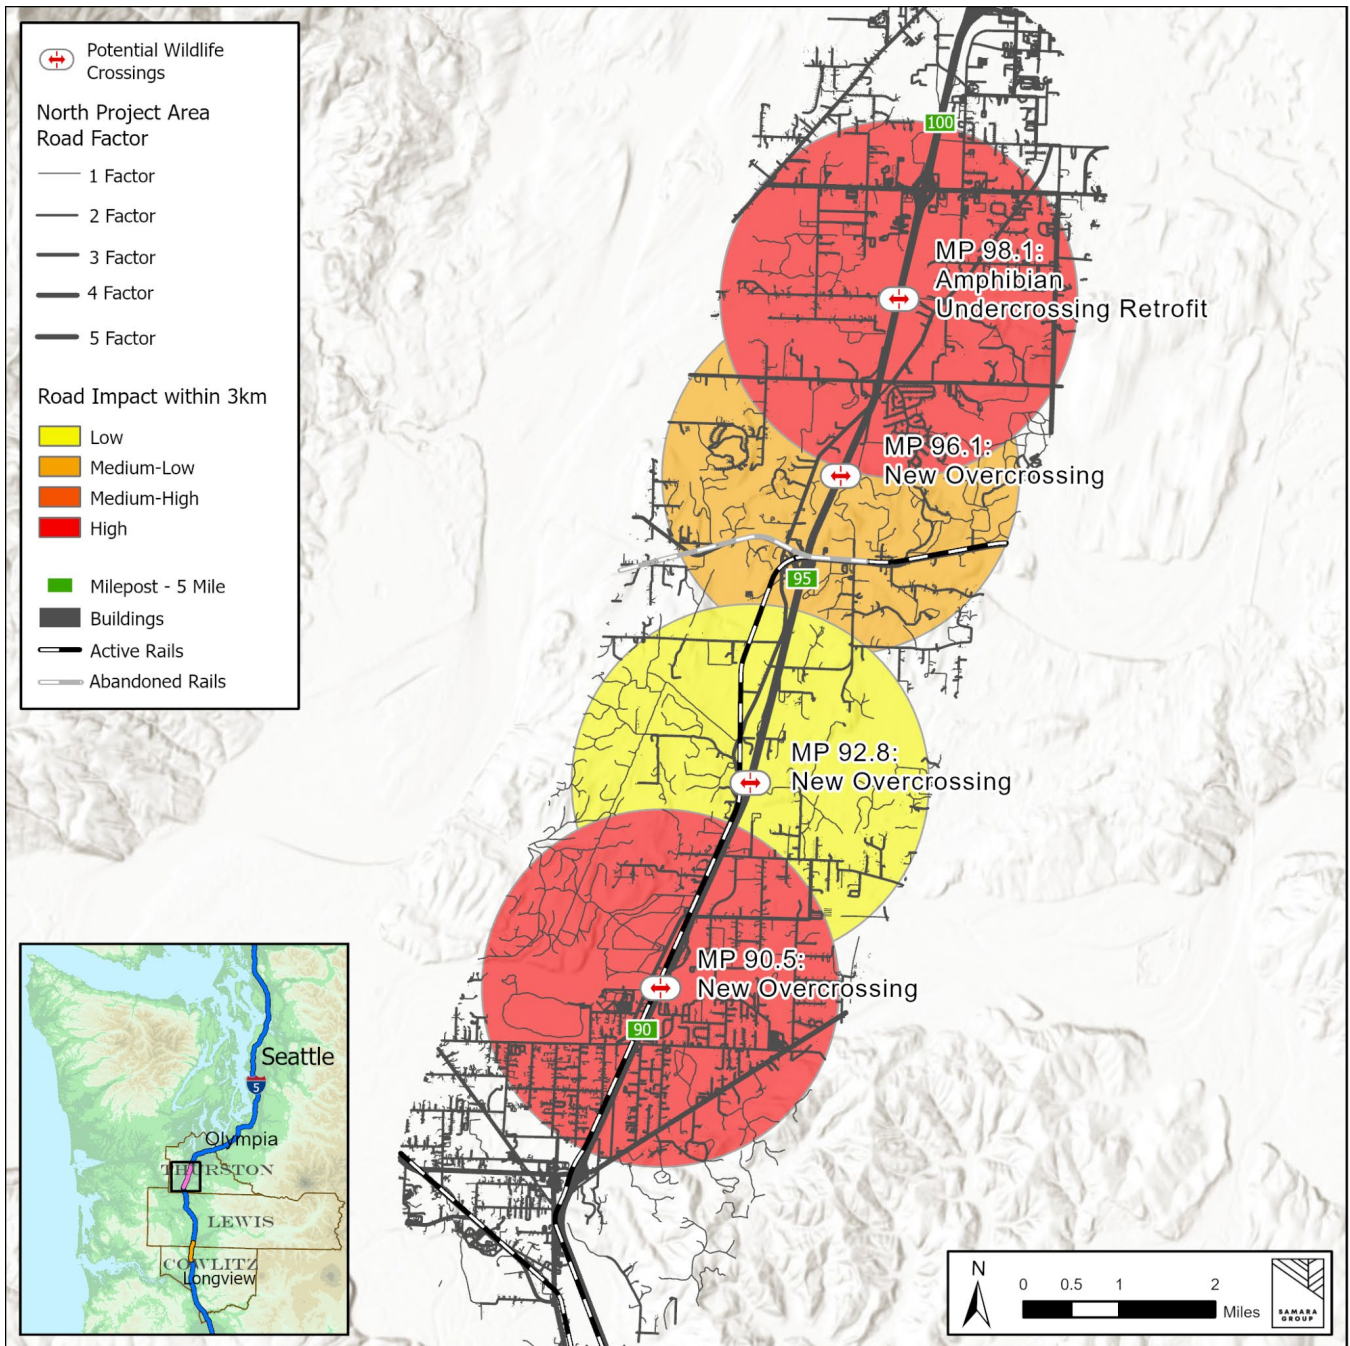 Potential Wildlife
Crossings
North Project Area
Road Factor
1 Factor
2 Factor
3 Factor
4 Factor
5 Factor
Road Impact within 3km
Low
Medium-Low
Medium-High
High
Milepost - 5 Mile
Buildings
Active Rails
Abandoned Rails
100
MP 98.1:
Amphibian
Undercrossing Retrofit
MP 96.1:
New Overcrossing
95
MP 92.8:
New Overcrossing
MP 90.5:
New Overcrossing
90
Seattle
5
Olympia
THURSTON
LEWIS
COWLITZ
Longview
N
0 0.5 1 2
Miles
SAMARA
GROUP